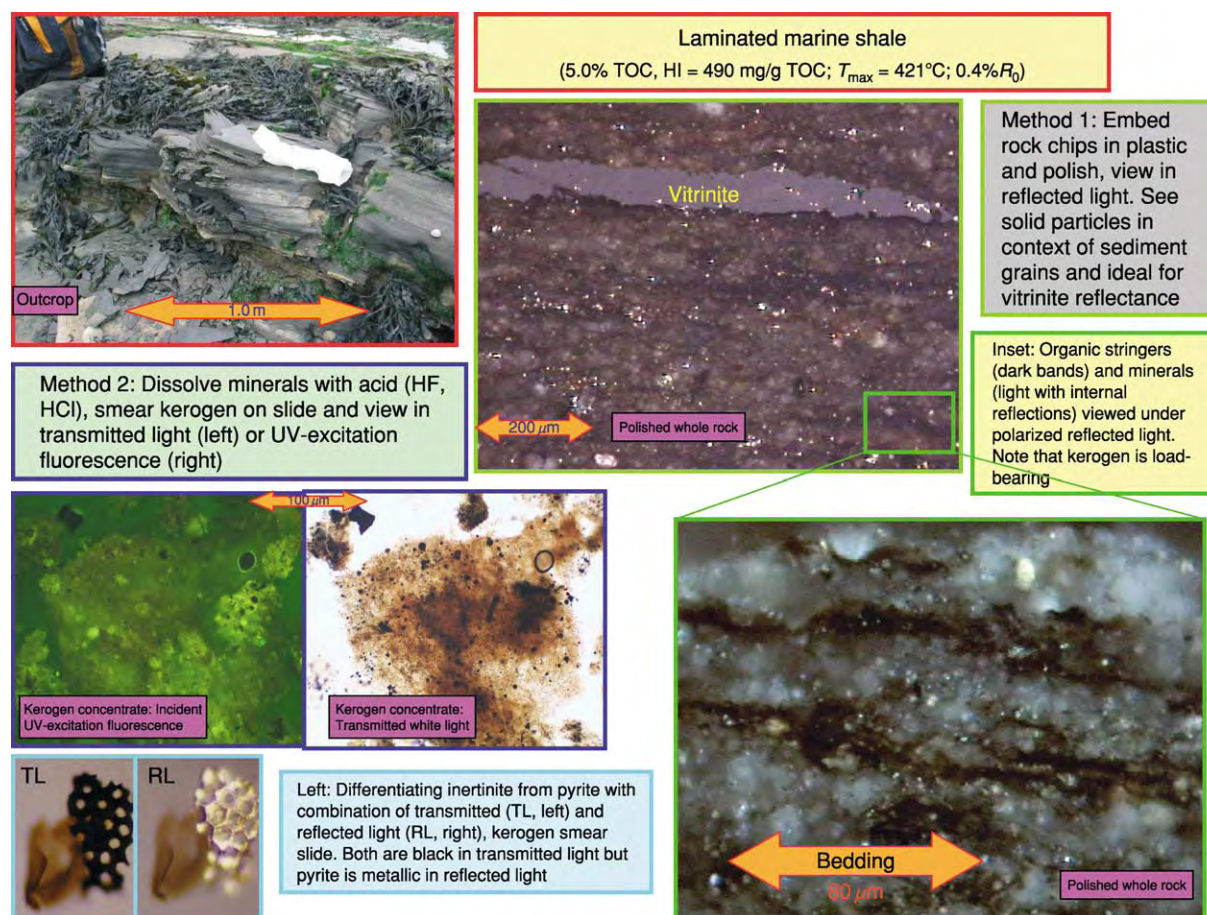 Outcrop
1.0 m
Laminated marine shale
(5.0% TOC, HI = 490 mg/g TOC; Tmax = 421°C; 0.4%R0)
Vitrinite
200 μm
Polished whole rock
Method 1: Embed
rock chips in plastic
and polish, view in
reflected light. See
solid particles in
context of sediment
grains and ideal for
vitrinite reflectance
Inset: Organic stringers
(dark bands) and minerals
(light with internal
reflections) viewed under
polarized reflected light.
Note that kerogen is load-
bearing
Method 2: Dissolve minerals with acid (HF,
HCl), smear kerogen on slide and view in
transmitted light (left) or UV-excitation
fluorescence (right)
100 μm
Kerogen concentrate: Incident
UV-excitation fluorescence
Kerogen concentrate:
Transmitted white light
TL
RL
Left: Differentiating inertinite from pyrite with
combination of transmitted (TL, left) and
reflected light (RL, right), kerogen smear
slide. Both are black in transmitted light but
pyrite is metallic in reflected light
Bedding
80 μm
Polished whole rock